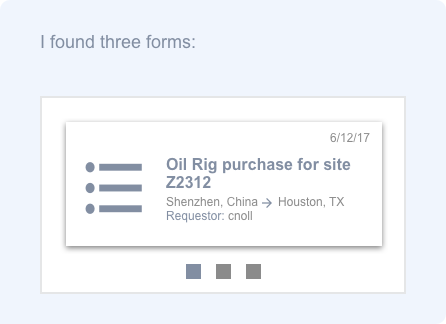 I found three forms:
6/12/17
Oil Rig purchase for site
Z2312
Shenzhen, China → Houston, TX
Requestor: cnoll